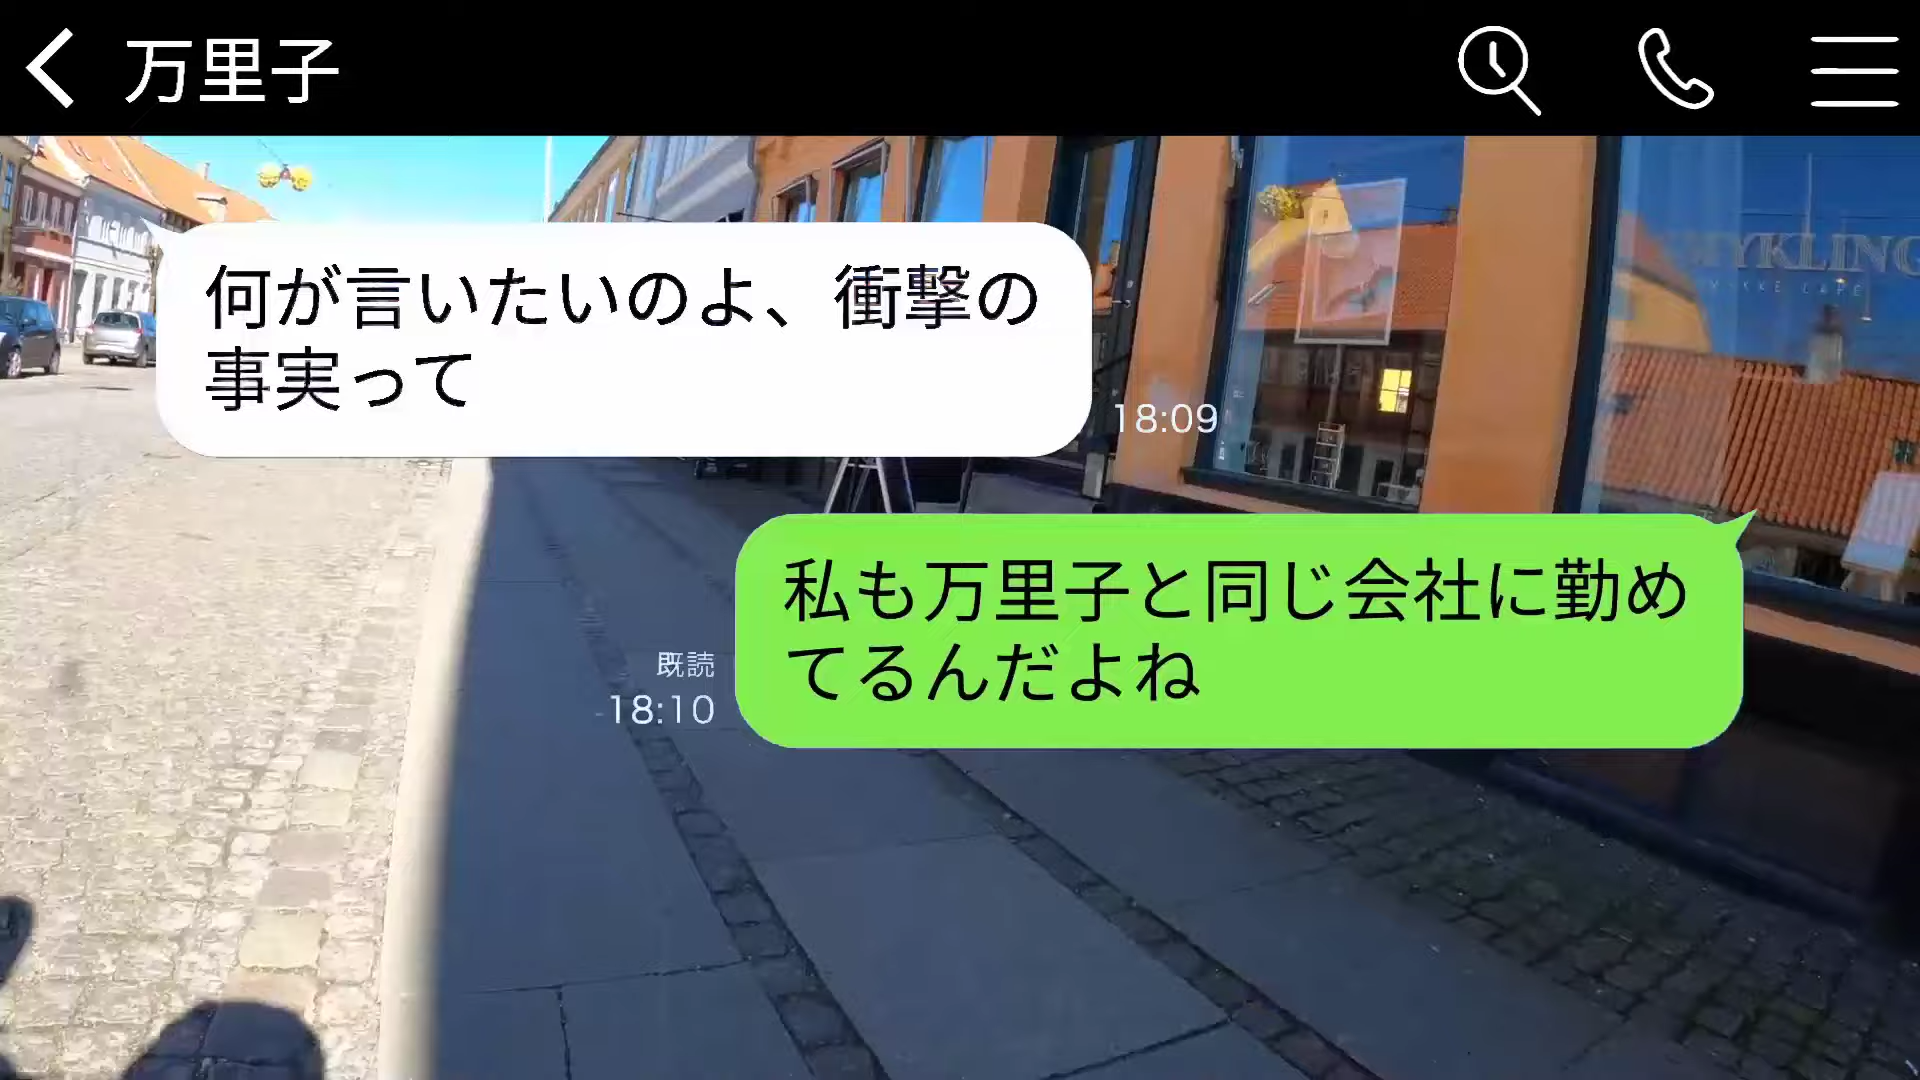 万里子
何が言いたいのよ、衝撃の
事実って
18:09
私も万里子と同じ会社に勤め
てるんだよね
既読
18:10